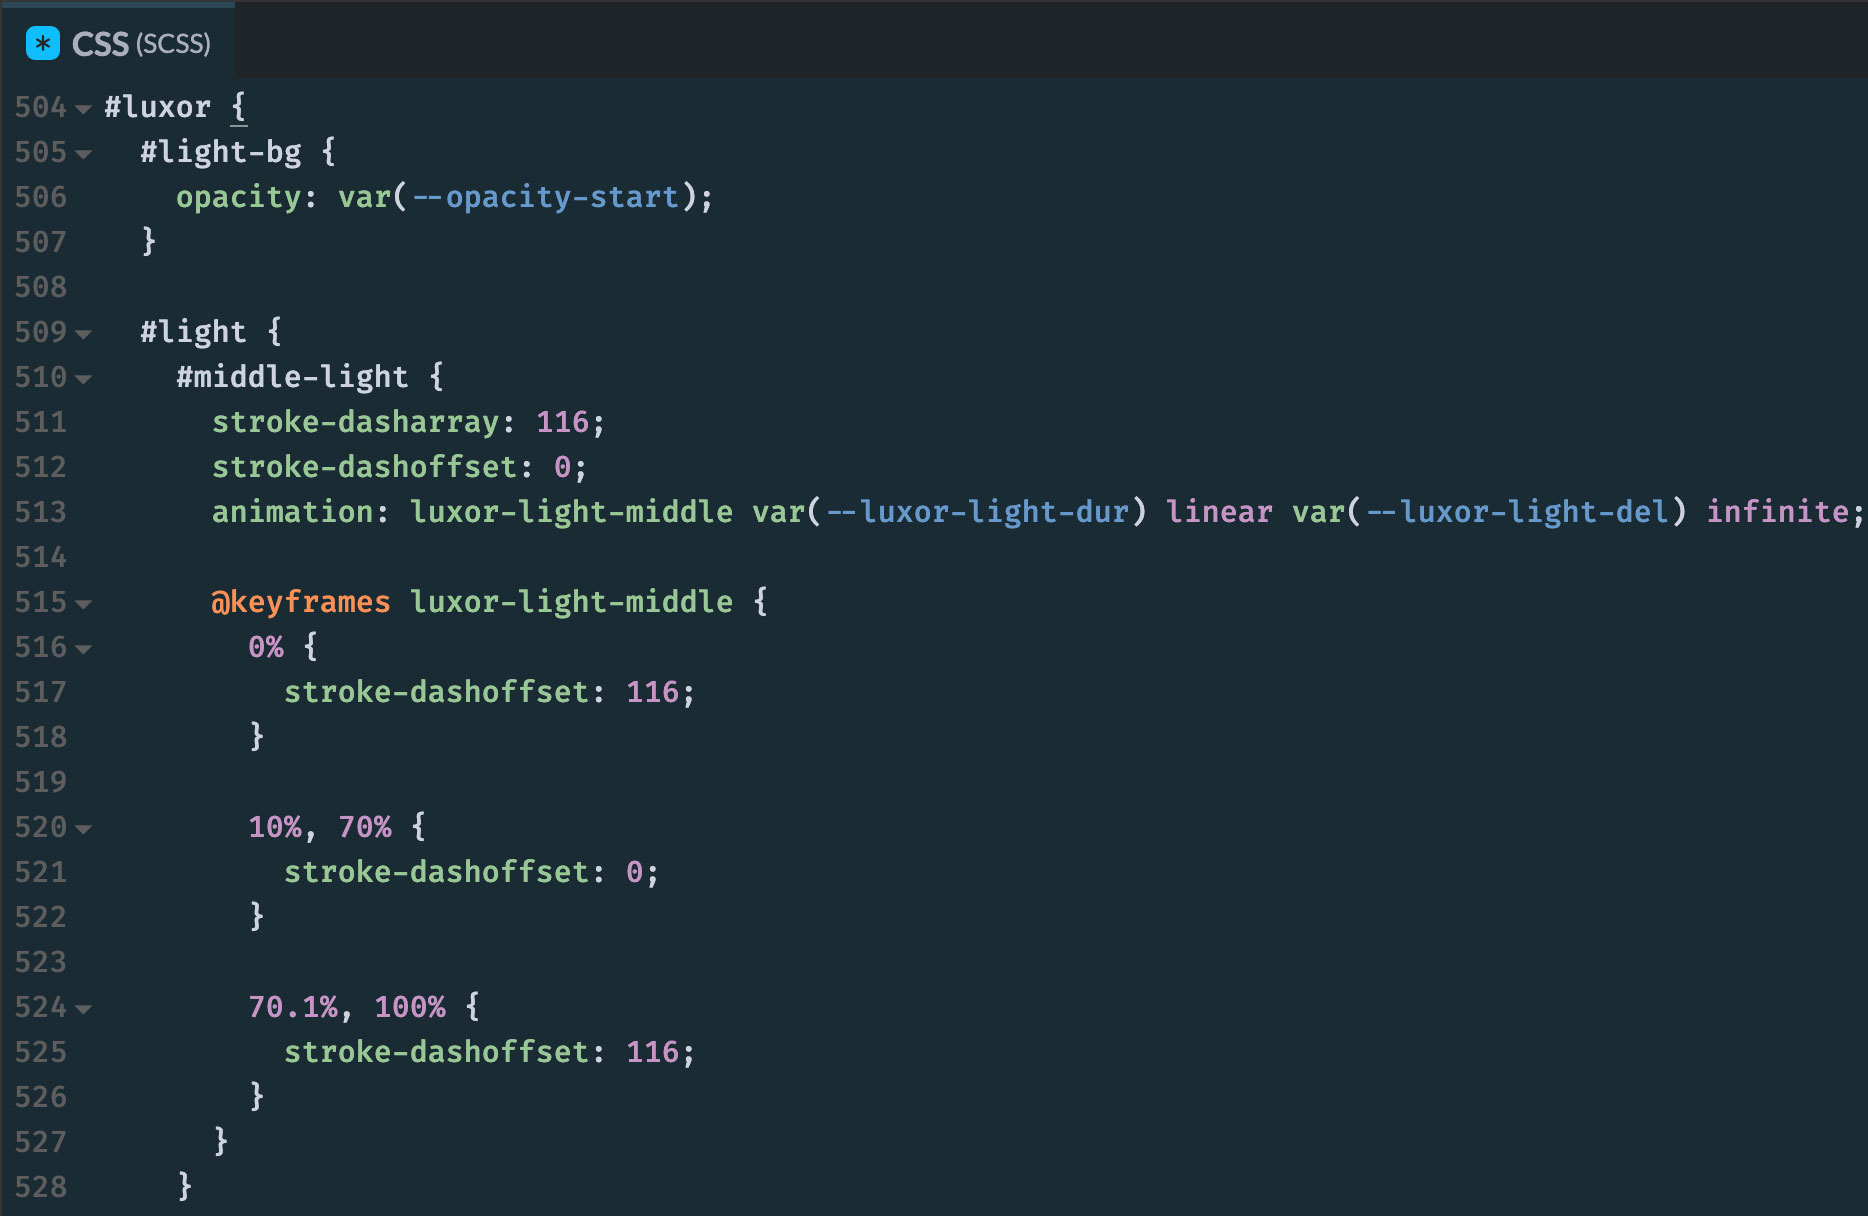 * CSS (SCSS)
504 #luxor {
505 #light-bg {
506 opacity: var(--opacity-start);
507 }
508
509 #light {
510 #middle-light {
511 stroke-dasharray: 116;
512 stroke-dashoffset: 0;
513 animation: luxor-light-middle var(--luxor-light-dur) linear var(--luxor-light-del) infinite;
514
515 @keyframes luxor-light-middle {
516 0% {
517 stroke-dashoffset: 116;
518 }
519
520 10%, 70% {
521 stroke-dashoffset: 0;
522 }
523
524 70.1%, 100% {
525 stroke-dashoffset: 116;
526 }
527 }
528 }